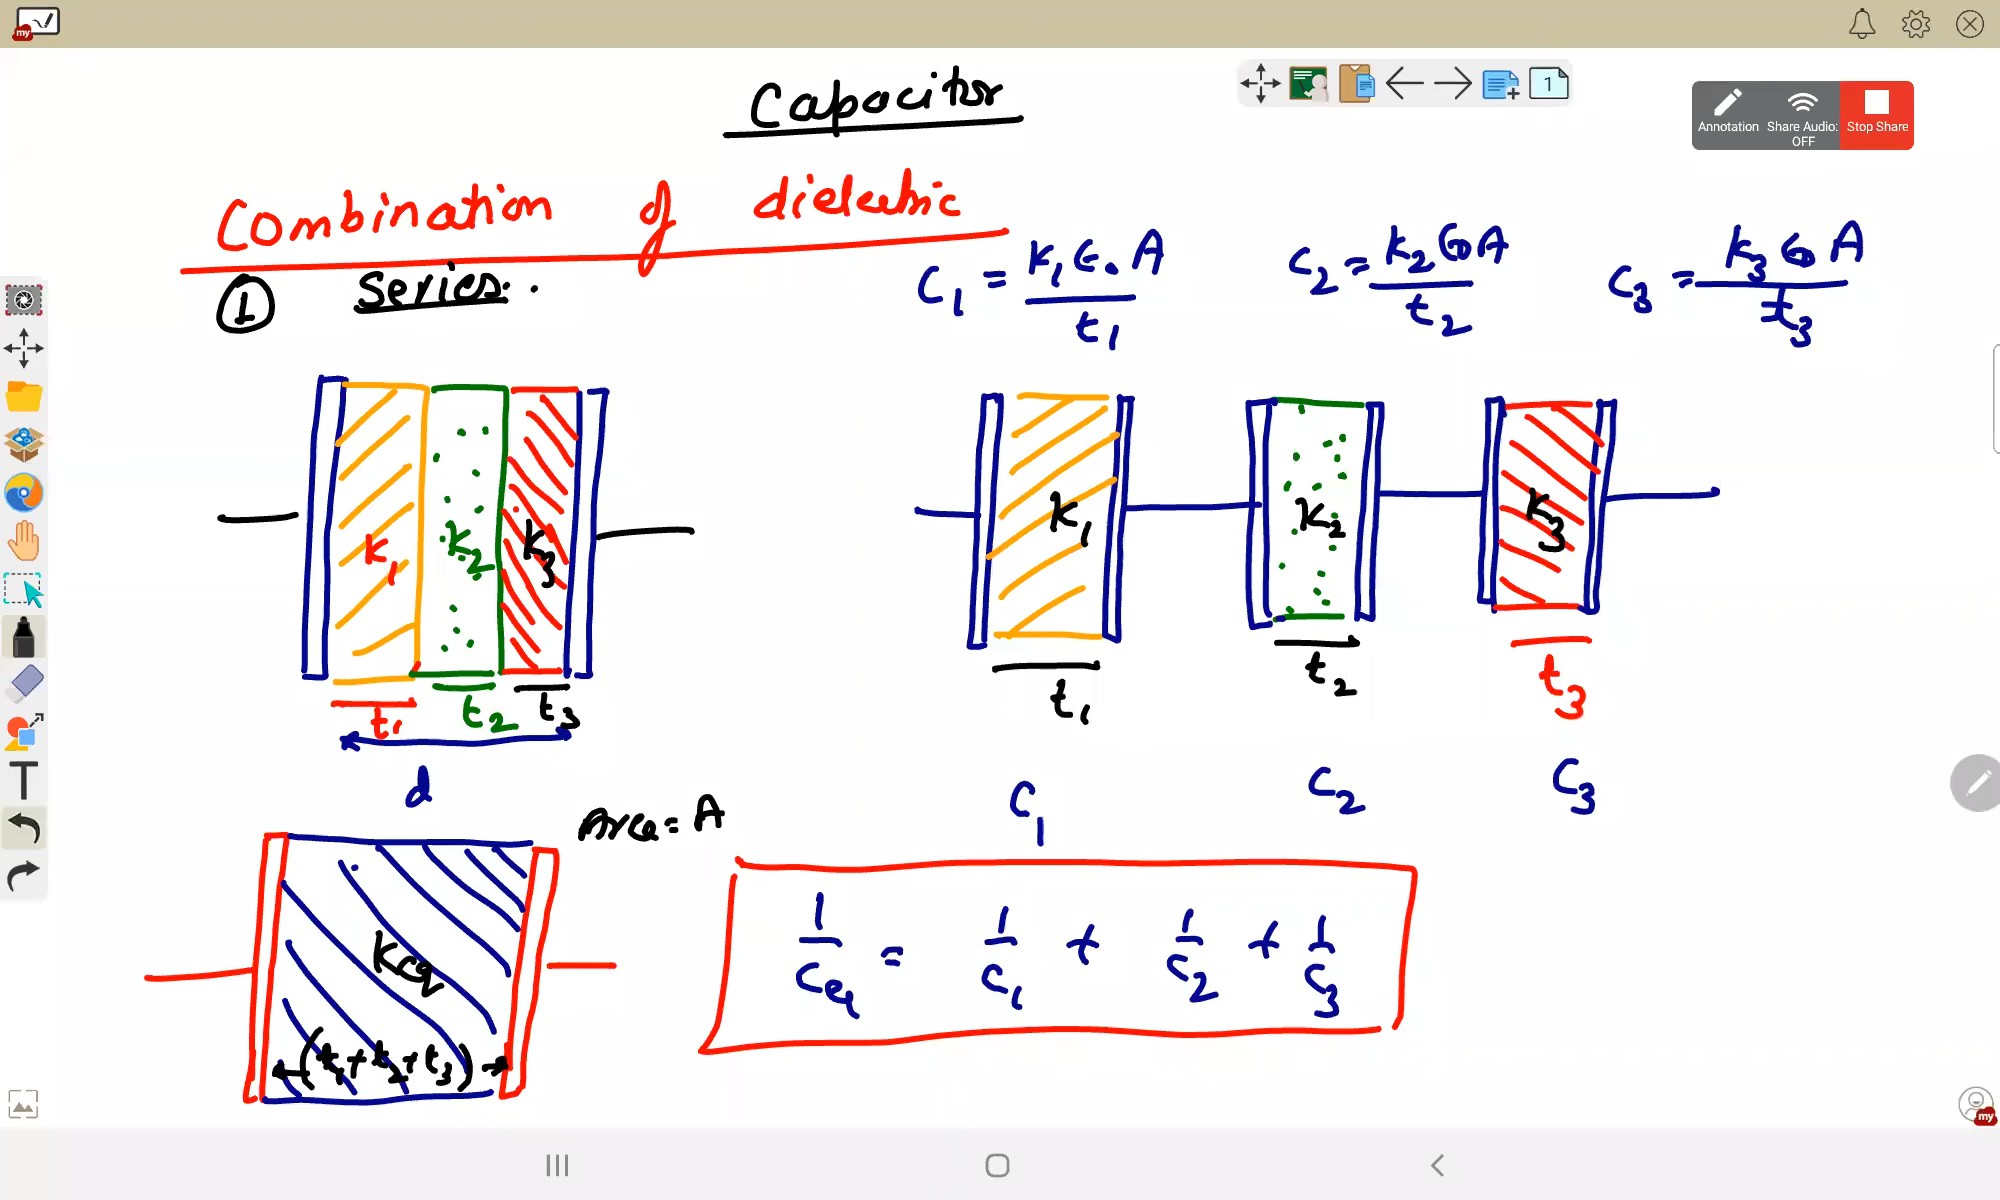 Capacitor
Annotation Share Audio: OFF Stop Share
1
Combination of dielectric
① Series..
C₁ = K₁ ϵ₀ A / t₁
C₂ = K₂ ϵ₀ A / t₂
C₃ = K₃ ϵ₀ A / t₃
K₁ K₂ K₃
K₁ K₂ K₃
t₁ t₂ t₃
t₁ t₂ t₃
d
C₁ C₂ C₃
Area = A
1/Ceq = 1/C₁ + 1/C₂ + 1/C₃
Keq
(t₁+t₂+t₃)
T
my
my